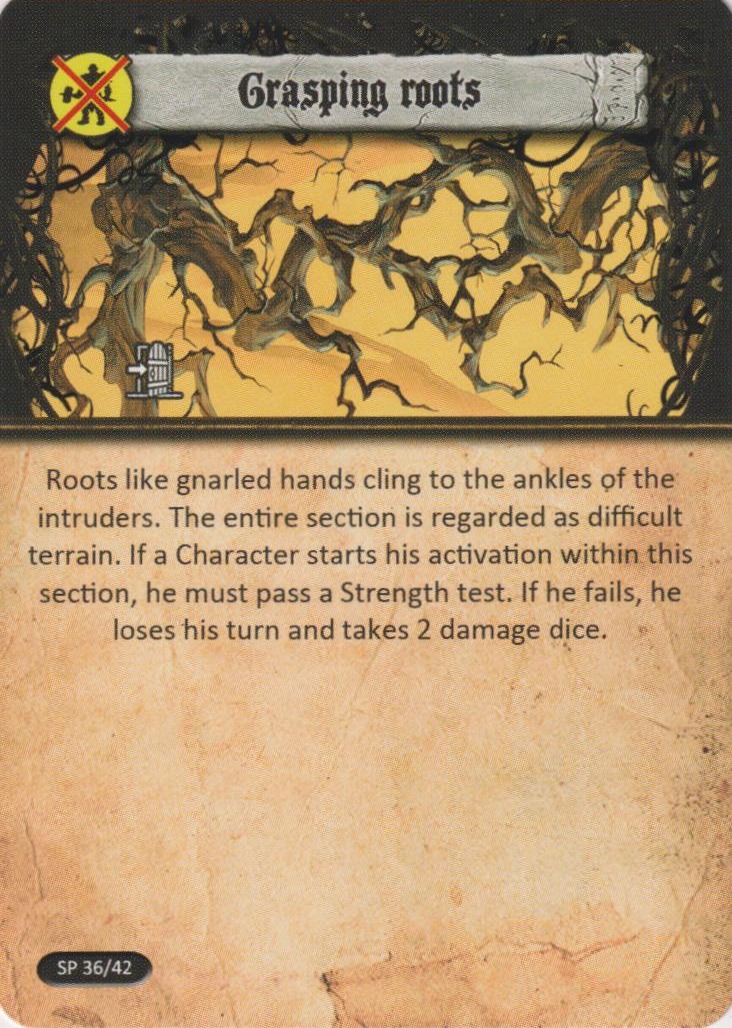 Grasping roots
Roots like gnarled hands cling to the ankles of the
intruders. The entire section is regarded as difficult
terrain. If a Character starts his activation within this
section, he must pass a Strength test. If he fails, he
loses his turn and takes 2 damage dice.
SP 36/42